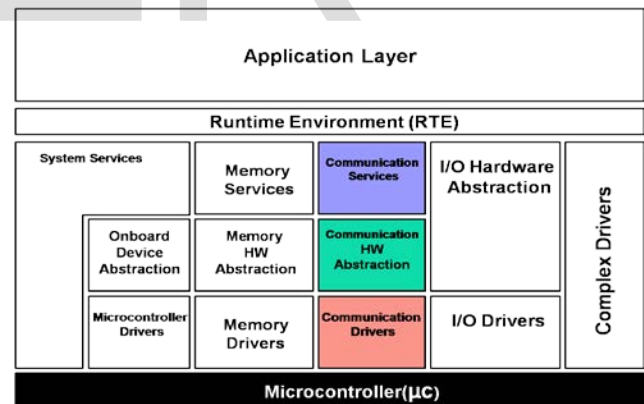 Application Layer
Runtime Environment (RTE)
System Services
Memory
Services
Communication
Services
I/O Hardware
Abstraction
Complex Drivers
Onboard
Device
Abstraction
Memory
HW
Abstraction
Communication
HW
Abstraction
Microcontroller
Drivers
Memory
Drivers
Communication
Drivers
I/O Drivers
Microcontroller(µC)